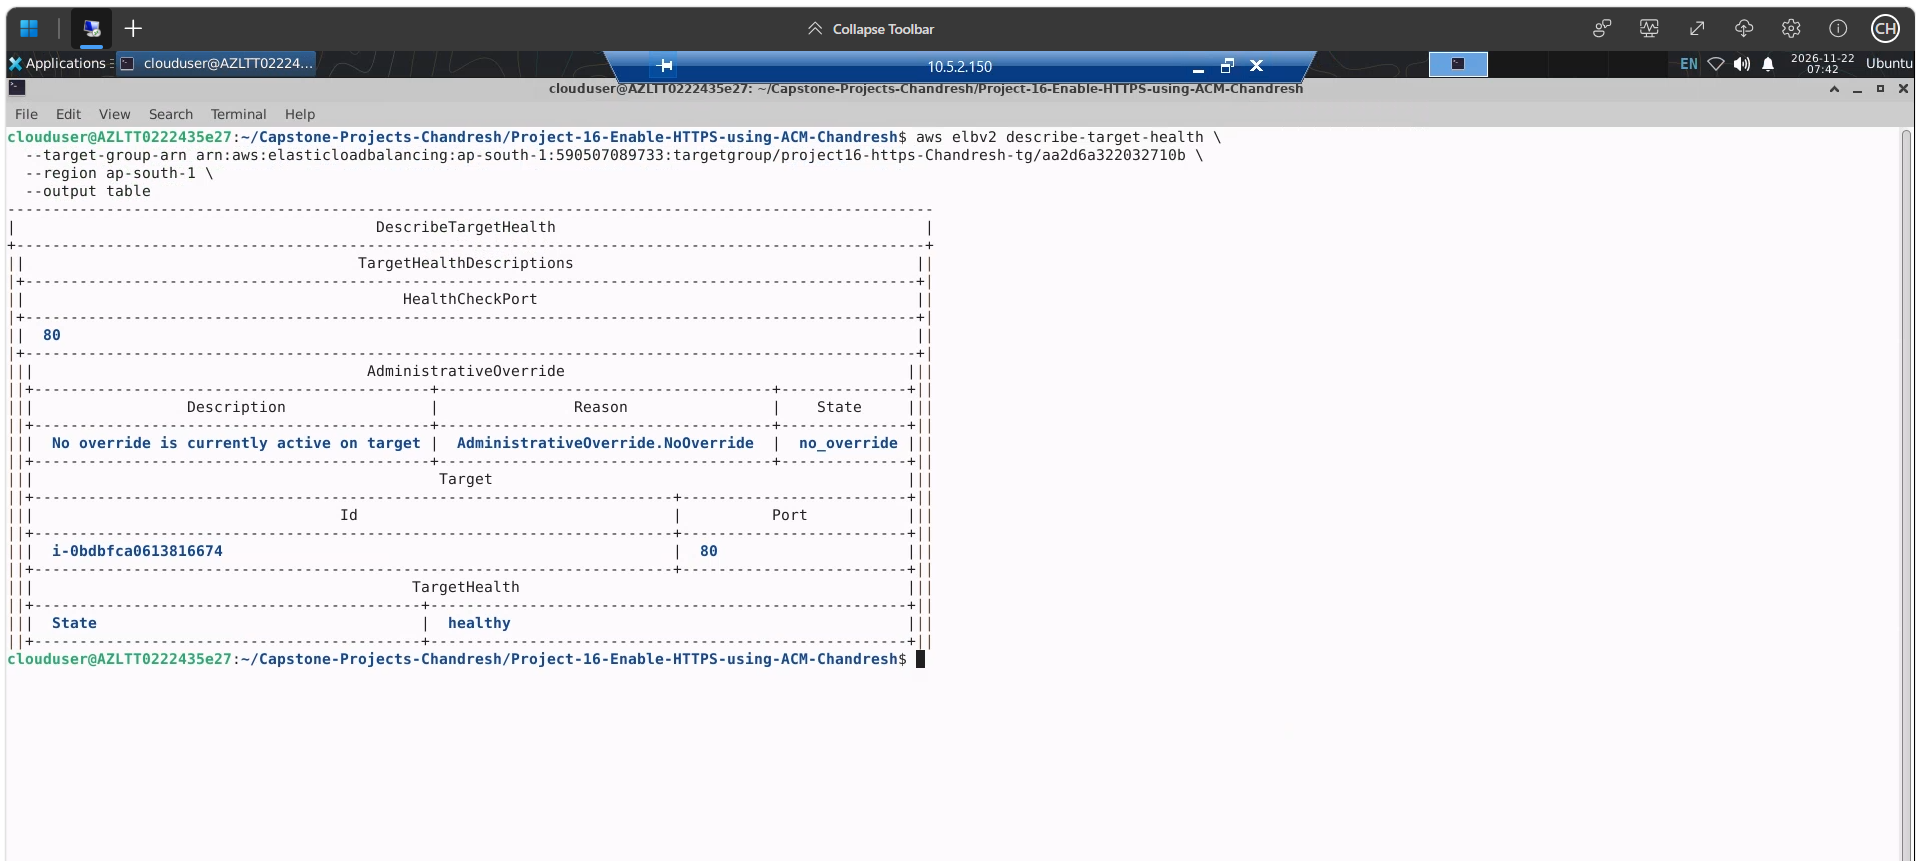 Collapse Toolbar
CH
Applications
clouduser@AZLTT02224...
10.5.2.150
EN
2026-11-22
07:42
Ubuntu
clouduser@AZLTT0222435e27: ~/Capstone-Projects-Chandresh/Project-16-Enable-HTTPS-using-ACM-Chandresh
File Edit View Search Terminal Help
clouduser@AZLTT0222435e27:~/Capstone-Projects-Chandresh/Project-16-Enable-HTTPS-using-ACM-Chandresh$ aws elbv2 describe-target-health \
--target-group-arn arn:aws:elasticloadbalancing:ap-south-1:590507089733:targetgroup/project16-https-Chandresh-tg/aa2d6a322032710b \
--region ap-south-1 \
--output table
DescribeTargetHealth
TargetHealthDescriptions
HealthCheckPort
80
AdministrativeOverride
Description | Reason | State
No override is currently active on target | AdministrativeOverride.NoOverride | no_override
Target
Id | Port
i-0bdbfca0613816674 | 80
TargetHealth
State | healthy
clouduser@AZLTT0222435e27:~/Capstone-Projects-Chandresh/Project-16-Enable-HTTPS-using-ACM-Chandresh$